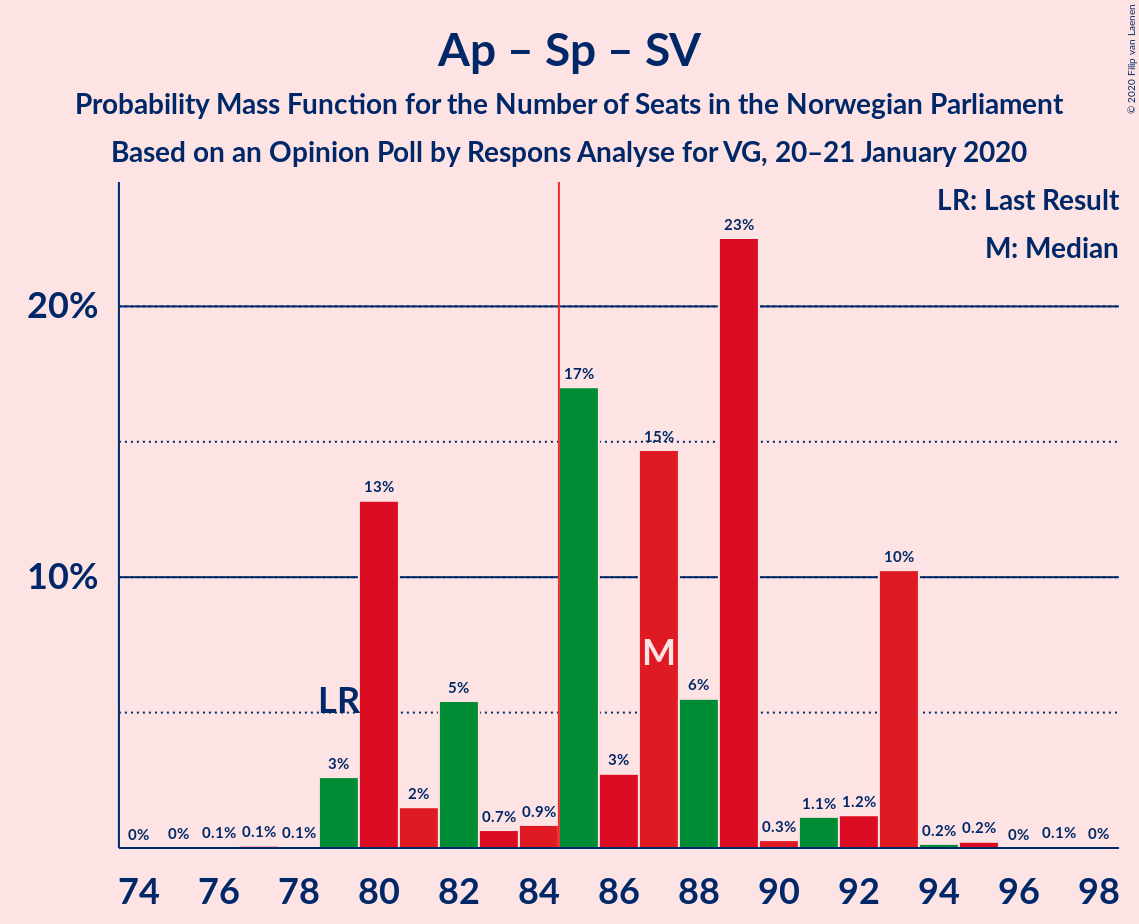 Ap – Sp – SV
Probability Mass Function for the Number of Seats in the Norwegian Parliament
Based on an Opinion Poll by Respons Analyse for VG, 20–21 January 2020
© 2020 Filip van Laenen
LR: Last Result
M: Median
20%
10%
0% 0% 0.1% 0.1% 0.1% 3% 13% 2% 5% 0.7% 0.9% 17% 3% 15% 6% 23% 0.3% 1.1% 1.2% 10% 0.2% 0.2% 0% 0.1% 0%
LR
M
74 76 78 80 82 84 86 88 90 92 94 96 98